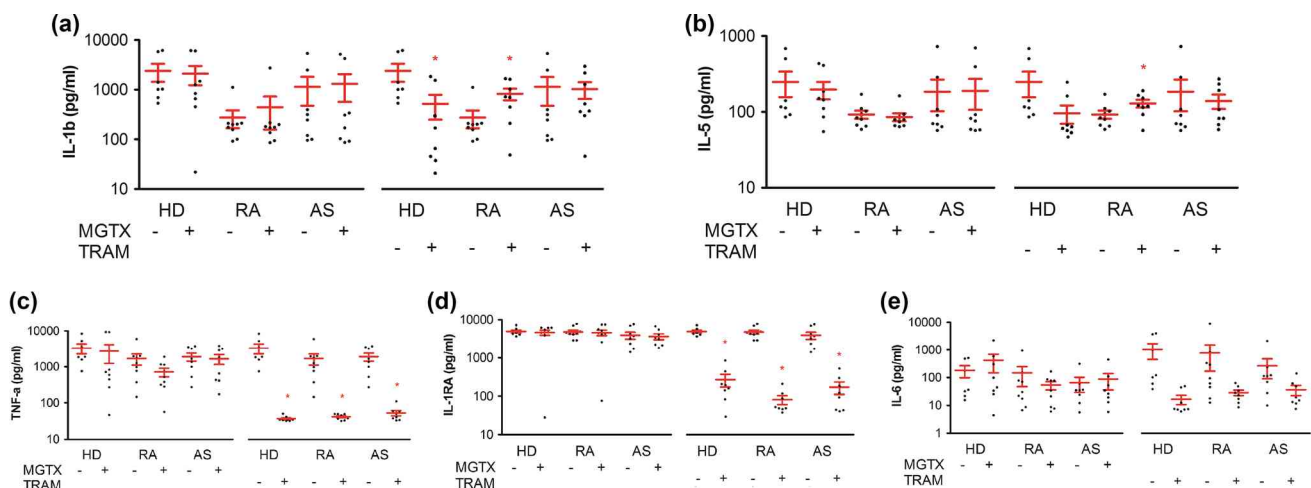 (a)
10000
1000
100
10
IL-1b (pg/ml)
*
*
HD RA AS HD RA AS
MGTX - + - + - +
TRAM - + - + - +
(b)
1000
100
10
IL-5 (pg/ml)
*
HD RA AS HD RA AS
MGTX - + - + - +
TRAM - + - + - +
(c)
10000
1000
100
10
TNF-a (pg/ml)
*
*
*
HD RA AS HD RA AS
MGTX - + - + - +
TRAM - + - + - +
(d)
10000
1000
100
10
IL-1RA (pg/ml)
*
*
*
HD RA AS HD RA AS
MGTX - + - + - +
TRAM - + - + - +
(e)
10000
1000
100
10
1
IL-6 (pg/ml)
HD RA AS HD RA AS
MGTX - + - + - +
TRAM - + - + - +